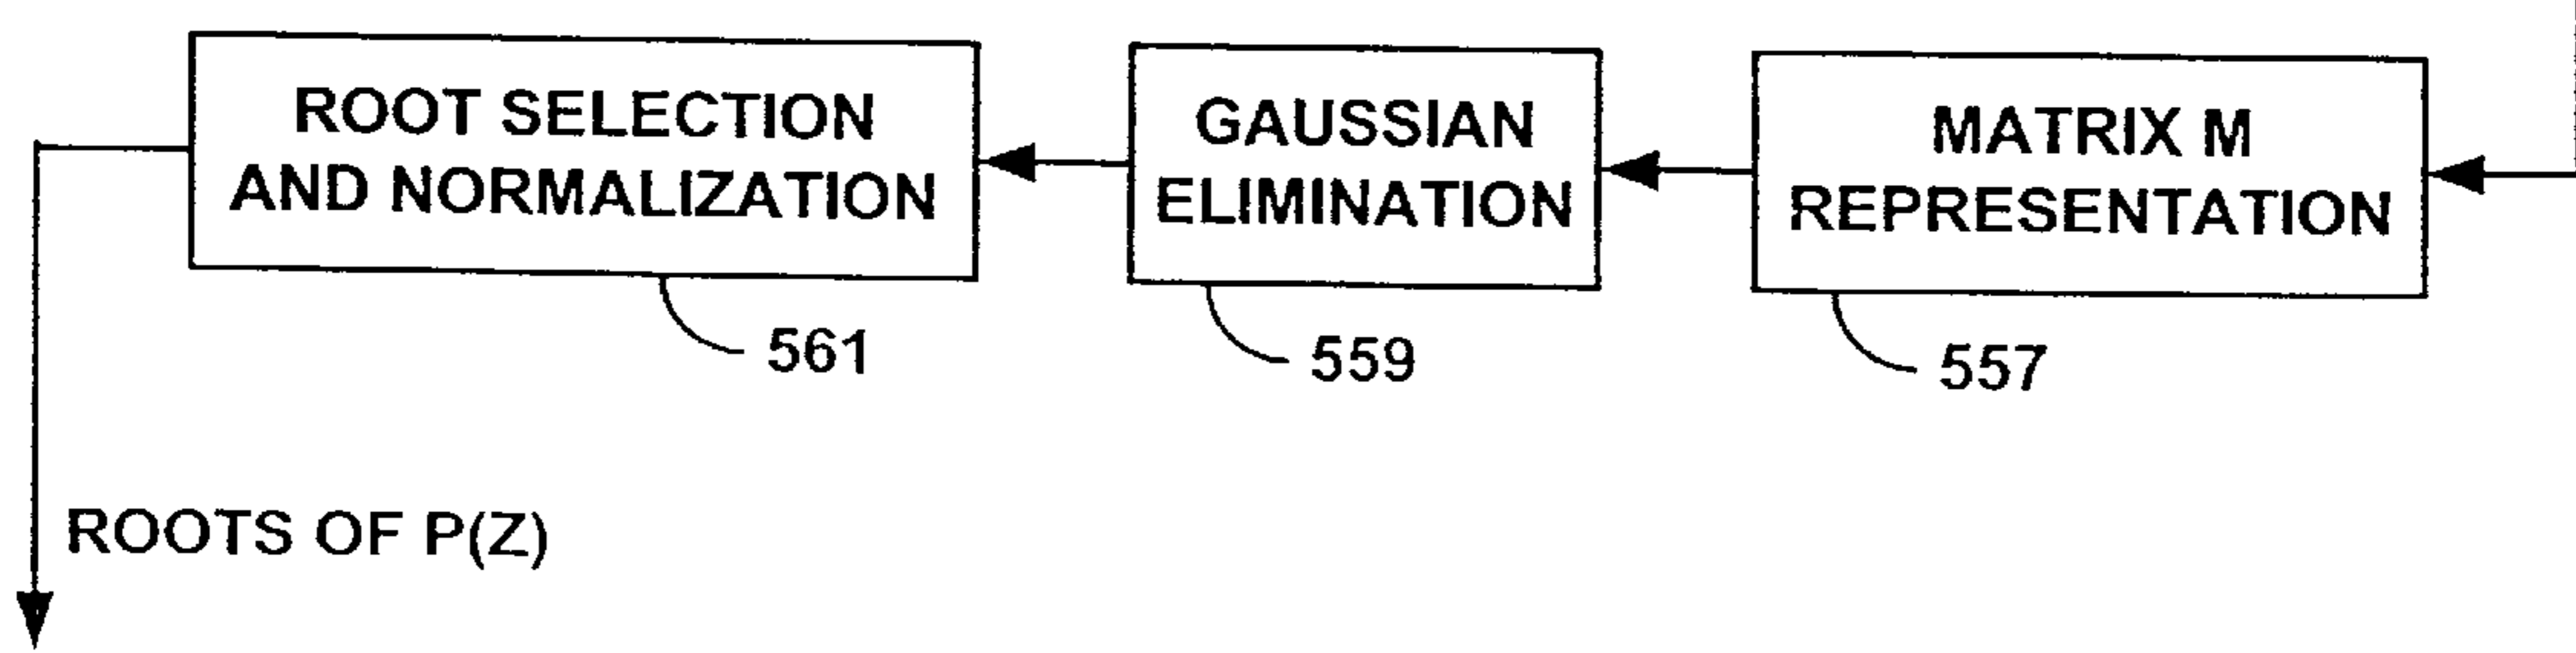 ROOT SELECTION
AND NORMALIZATION
GAUSSIAN
ELIMINATION
MATRIX M
REPRESENTATION
561
559
557
ROOTS OF P(Z)